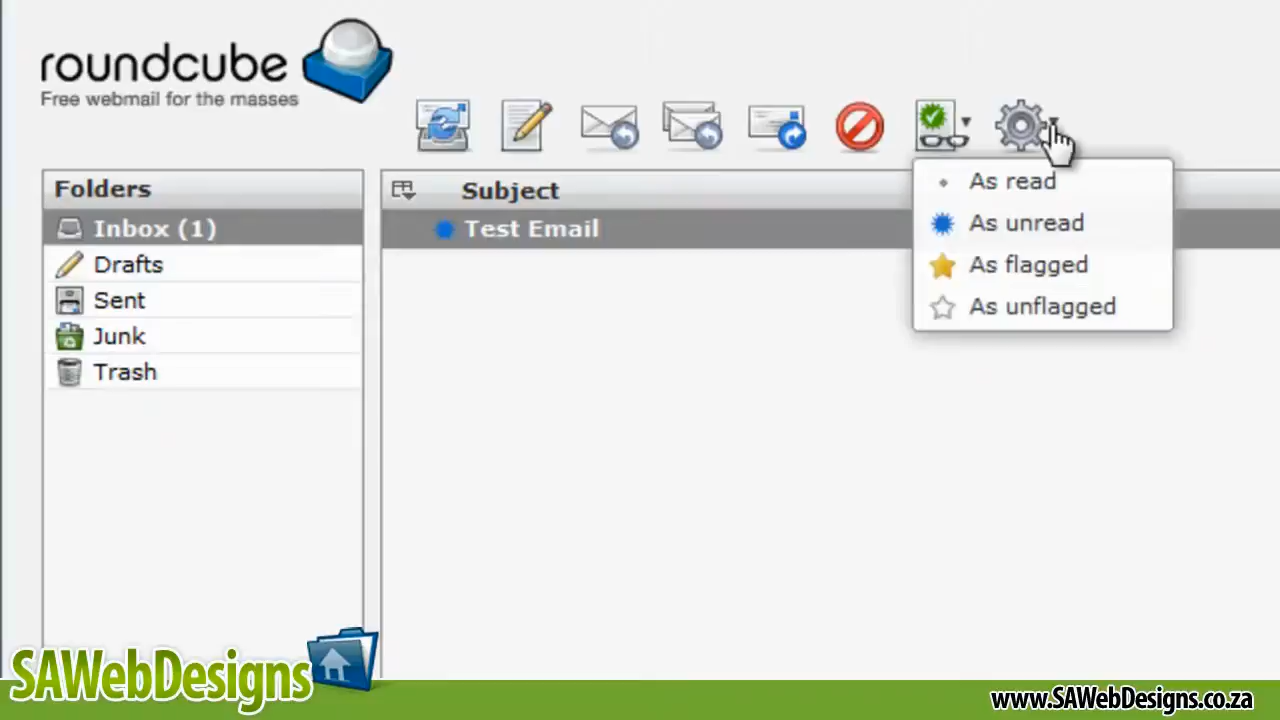 roundcube
Free webmail for the masses
Folders
Inbox (1)
Drafts
Sent
Junk
Trash
Subject
Test Email
As read
As unread
As flagged
As unflagged
SAWebDesigns
www.SAWebDesigns.co.za